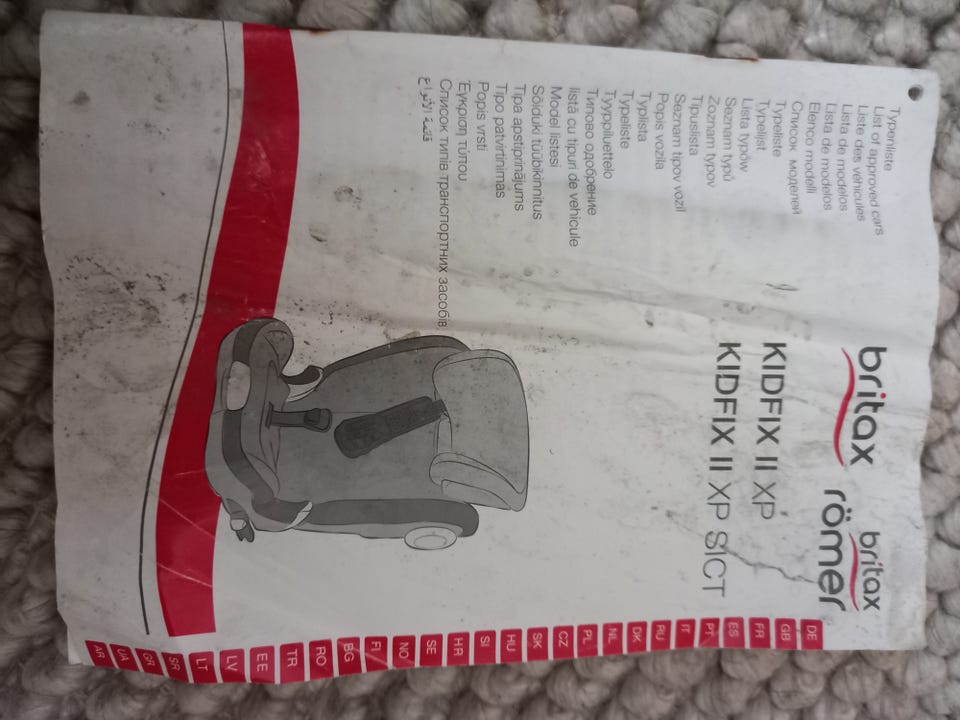 britax
britax
römer
KIDFIX II XP
KIDFIX II XP SICT
Typenliste
List of approved cars
Liste des véhicules
Lista de modelos
Lista de modelos
Elenco modelli
Список моделей
Typeliste
Typelijst
Lista typów
Seznam typů
Zoznam typov
Típuslista
Seznam tipov vozil
Popis vozila
Typlista
Typeliste
Tyyppiluettelo
Типово одобрение
listă cu tipuri de vehicule
Model listesi
Sõiduki tüübikinnitus
Tipa apstiprinājums
Tipo patvirtinimas
Popis vrsti
Έγκριση τύπου
Список типів транспортних засобів
قائمة الأنواع
DE
GB
FR
ES
PT
IT
RU
DK
NL
PL
CZ
SK
HU
SI
HR
SE
NO
FI
BG
RO
TR
EE
LV
LT
SR
GR
UA
AR